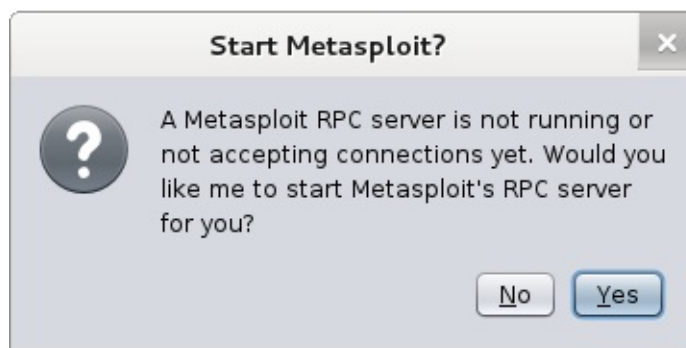 Start Metasploit?
A Metasploit RPC server is not running or
not accepting connections yet. Would you
like me to start Metasploit's RPC server
for you?
No
Yes